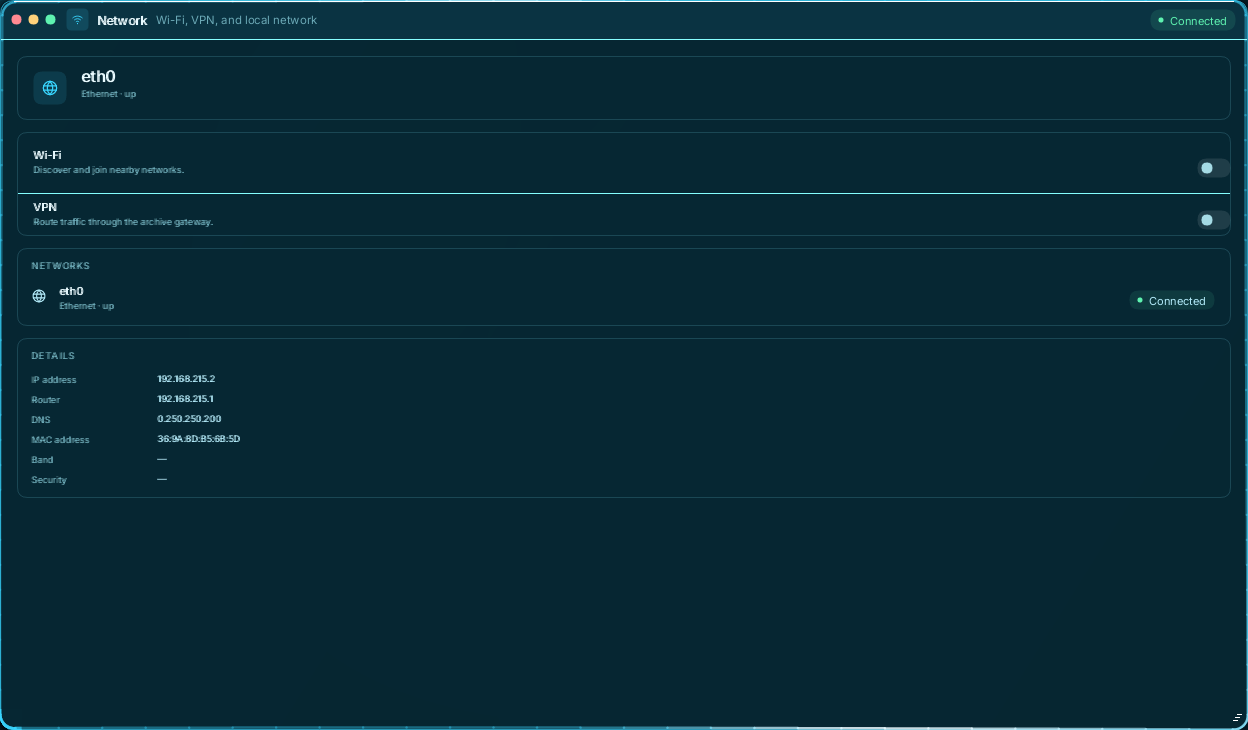 Network Wi-Fi, VPN, and local network Connected
eth0
Ethernet · up
Wi-Fi
Discover and join nearby networks.
VPN
Route traffic through the archive gateway.
NETWORKS
eth0
Ethernet · up
Connected
DETAILS
IP address 192.168.215.2
Router 192.168.215.1
DNS 0.250.250.200
MAC address 36:9A:8D:B5:6B:5D
Band —
Security —